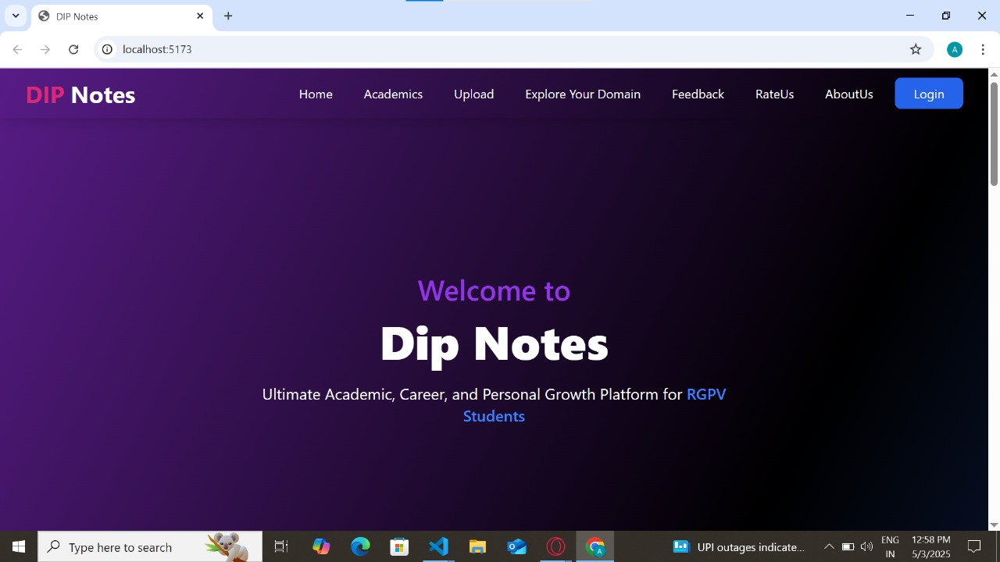 DIP Notes
localhost:5173
A
DIP Notes
Home
Academics
Upload
Explore Your Domain
Feedback
RateUs
AboutUs
Login
Welcome to
Dip Notes
Ultimate Academic, Career, and Personal Growth Platform for RGPV
Students
Type here to search
A
UPI outages indicate...
ENG
IN
12:58 PM
5/3/2025